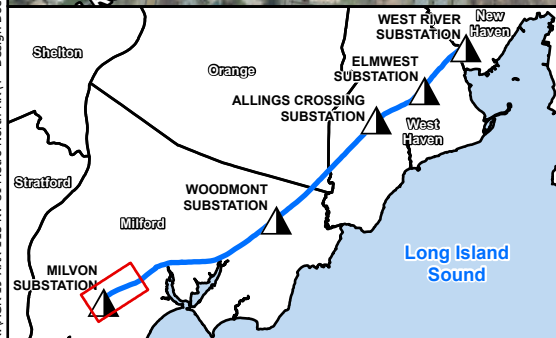 WEST RIVER
SUBSTATION
New
Haven
Shelton
Orange
ELMWEST
SUBSTATION
ALLINGS CROSSING
SUBSTATION
West
Haven
Stratford
WOODMONT
SUBSTATION
Milford
Long Island
Sound
MILVON
SUBSTATION